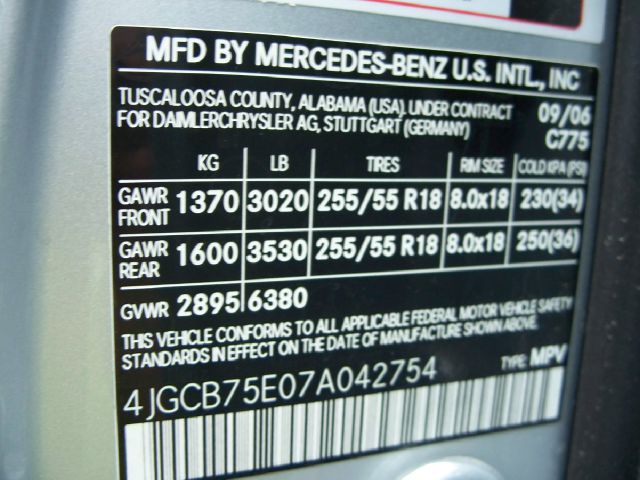 MFD BY MERCEDES-BENZ U.S. INTL., INC
TUSCALOOSA COUNTY, ALABAMA (USA), UNDER CONTRACT 09/06
FOR DAIMLERCHRYSLER AG, STUTTGART (GERMANY) C775
KG LB TIRES RIM SIZE COLD KPA (PSI)
GAWR FRONT 1370 3020 255/55 R18 8.0x18 230(34)
GAWR REAR 1600 3530 255/55 R18 8.0x18 250(36)
GVWR 2895 6380
THIS VEHICLE CONFORMS TO ALL APPLICABLE FEDERAL MOTOR VEHICLE SAFETY
STANDARDS IN EFFECT ON THE DATE OF MANUFACTURE SHOWN ABOVE.
4JGCB75E07A042754 TYPE: MPV